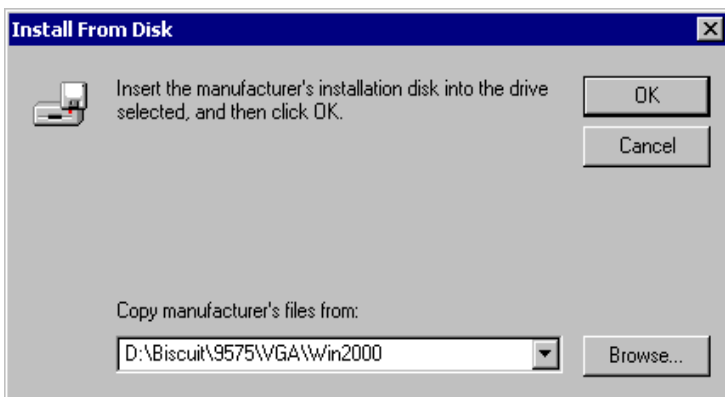 Install From Disk
Insert the manufacturer's installation disk into the drive
selected, and then click OK.
OK
Cancel
Copy manufacturer's files from:
D:\Biscuit\9575\VGA\Win2000
Browse...